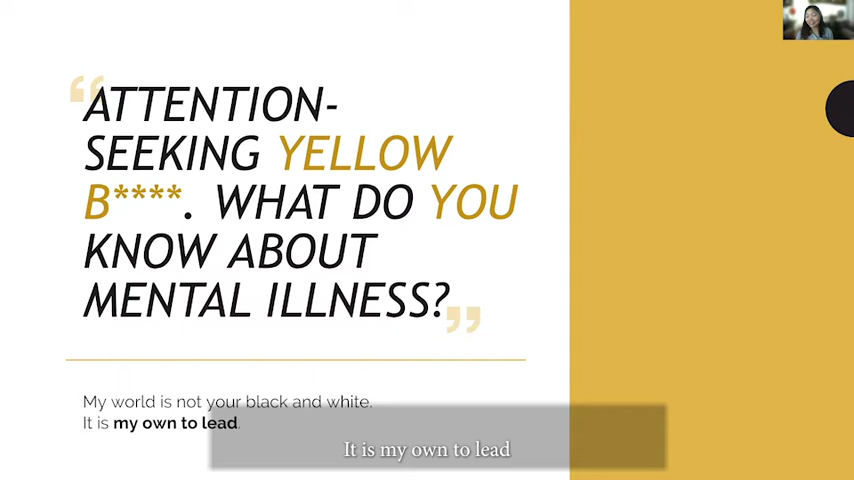 “ATTENTION-
SEEKING YELLOW
B****. WHAT DO YOU
KNOW ABOUT
MENTAL ILLNESS?”
My world is not your black and white.
It is my own to lead.
It is my own to lead